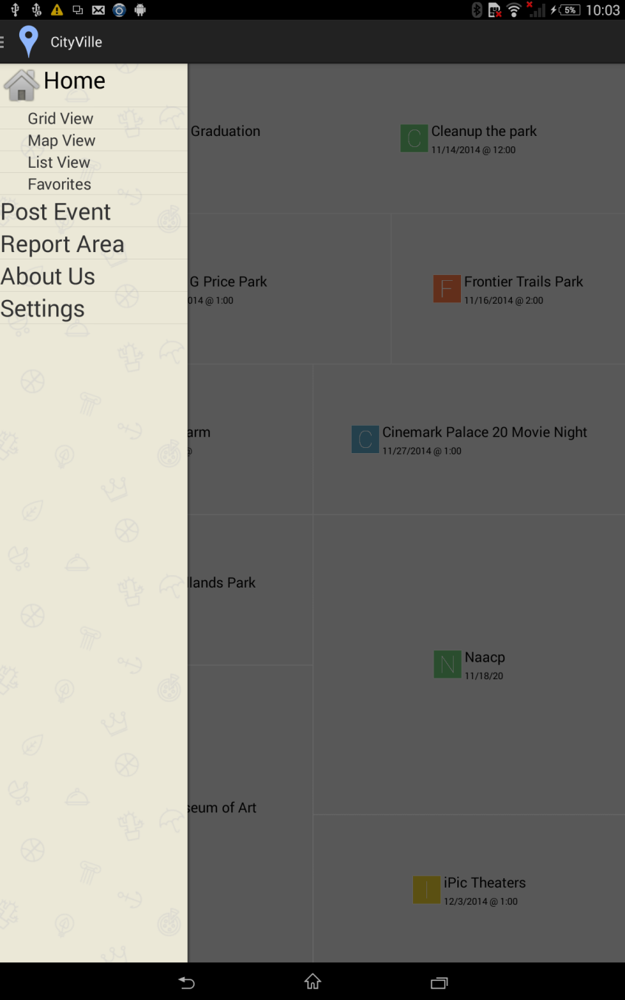 5%
10:03
CityVille
Home
Grid View
Map View
List View
Favorites
Post Event
Report Area
About Us
Settings
Graduation
C
Cleanup the park
11/14/2014 @ 12:00
G Price Park
014 @ 1:00
F
Frontier Trails Park
11/16/2014 @ 2:00
arm
@
C
Cinemark Palace 20 Movie Night
11/27/2014 @ 1:00
llands Park
N
Naacp
11/18/20
seum of Art
I
iPic Theaters
12/3/2014 @ 1:00